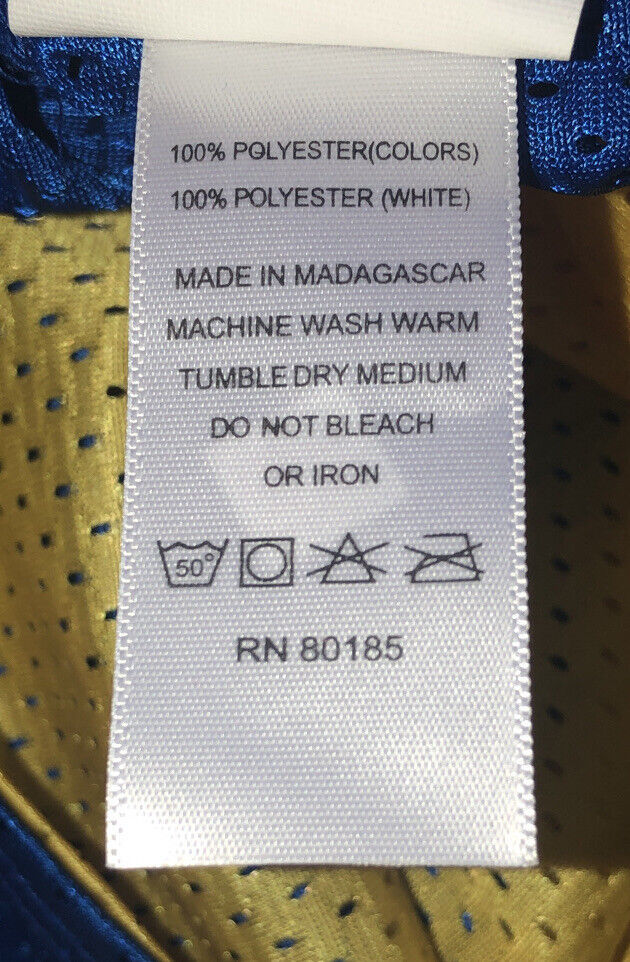 100% POLYESTER(COLORS)
100% POLYESTER (WHITE)
MADE IN MADAGASCAR
MACHINE WASH WARM
TUMBLE DRY MEDIUM
DO NOT BLEACH
OR IRON
50°
RN 80185